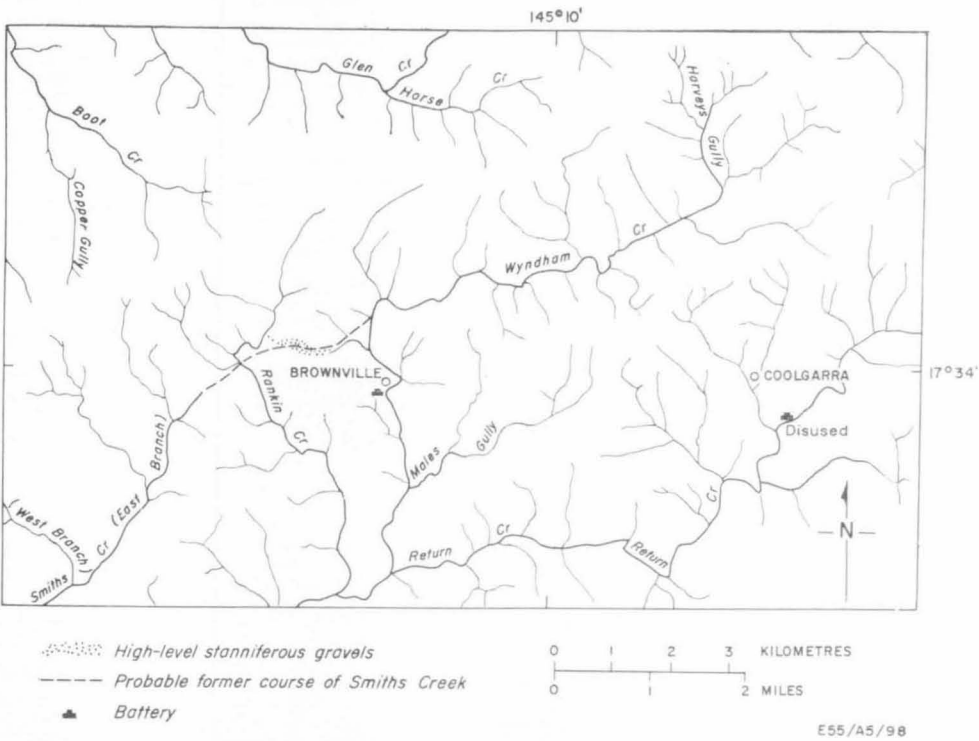 145°10'
Glen Cr
Horse Cr
Harveys Gully
Boot Cr
Copper Gully
Cr
Wyndham
BROWNVILLE
COOLGARRA
17°34'
Rankin Cr
Disused
Males Gully
(East Branch)
(West Branch)
Smiths Cr
Return Cr
Return Cr
N
High-level stanniferous gravels
Probable former course of Smiths Creek
Battery
0 1 2 3 KILOMETRES
0 1 2 MILES
E55/A5/98